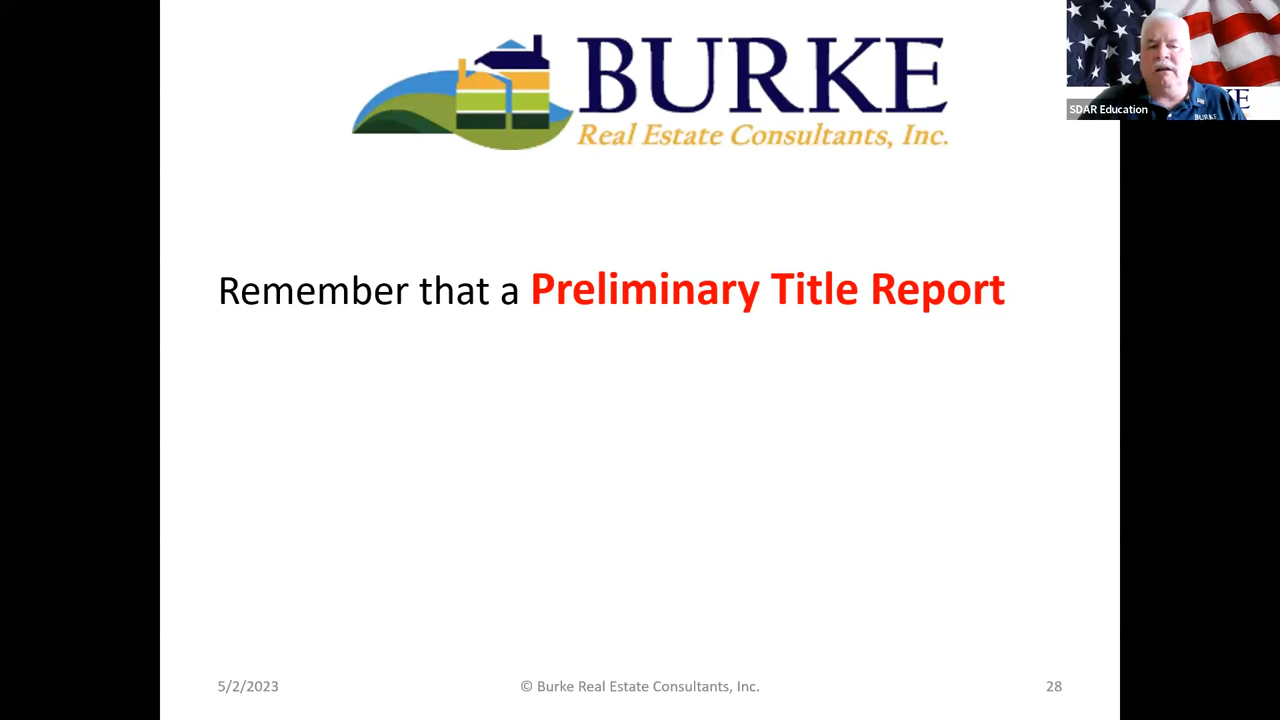 BURKE
Real Estate Consultants, Inc.
SDAR Education
BURKE
Remember that a Preliminary Title Report
5/2/2023
© Burke Real Estate Consultants, Inc.
28